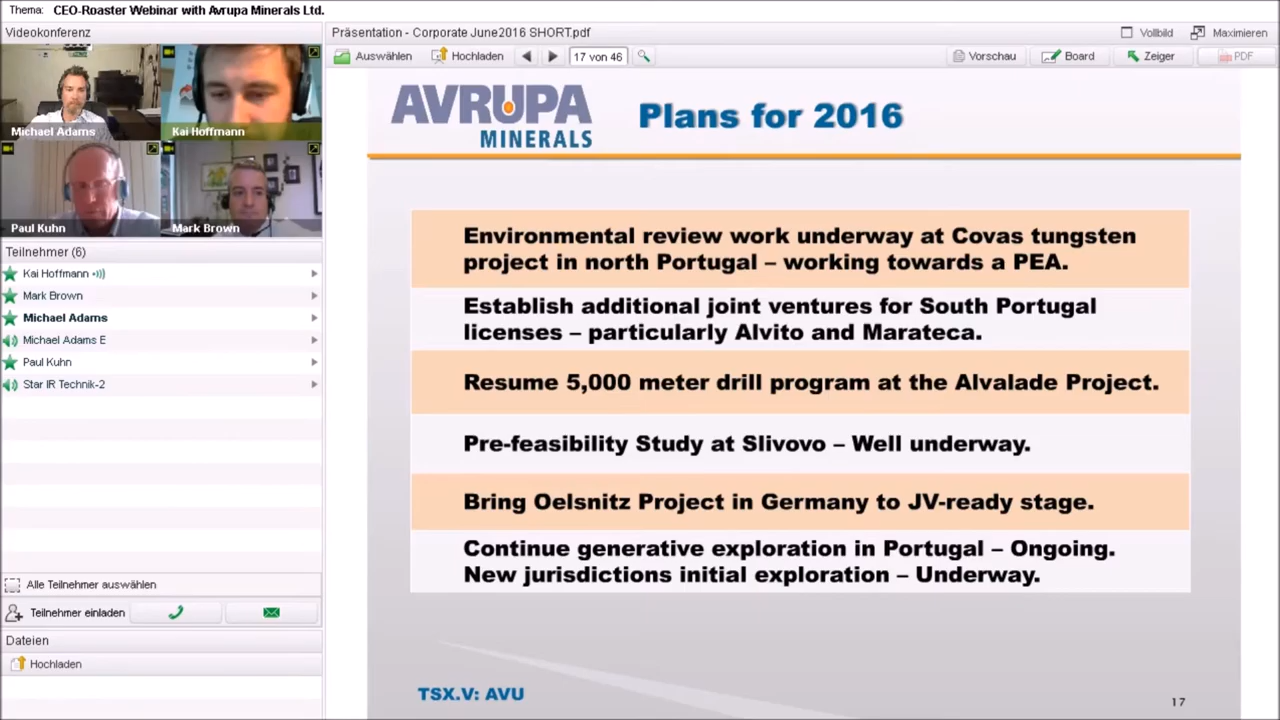 Thema: CEO-Roaster Webinar with Avrupa Minerals Ltd.
Videokonferenz
Michael Adams
Kai Hoffmann
Paul Kuhn
Mark Brown
Teilnehmer (6)
Kai Hoffmann
Mark Brown
Michael Adams
Michael Adams E
Paul Kuhn
Star IR Technik-2
Alle Teilnehmer auswählen
Teilnehmer einladen
Dateien
Hochladen
Präsentation - Corporate June2016 SHORT.pdf
Vollbild
Maximieren
Auswählen
Hochladen
17 von 46
Vorschau
Board
Zeiger
PDF
AVRUPA
MINERALS
Plans for 2016
Environmental review work underway at Covas tungsten
project in north Portugal – working towards a PEA.
Establish additional joint ventures for South Portugal
licenses – particularly Alvito and Marateca.
Resume 5,000 meter drill program at the Alvalade Project.
Pre-feasibility Study at Slivovo – Well underway.
Bring Oelsnitz Project in Germany to JV-ready stage.
Continue generative exploration in Portugal – Ongoing.
New jurisdictions initial exploration – Underway.
TSX.V: AVU
17